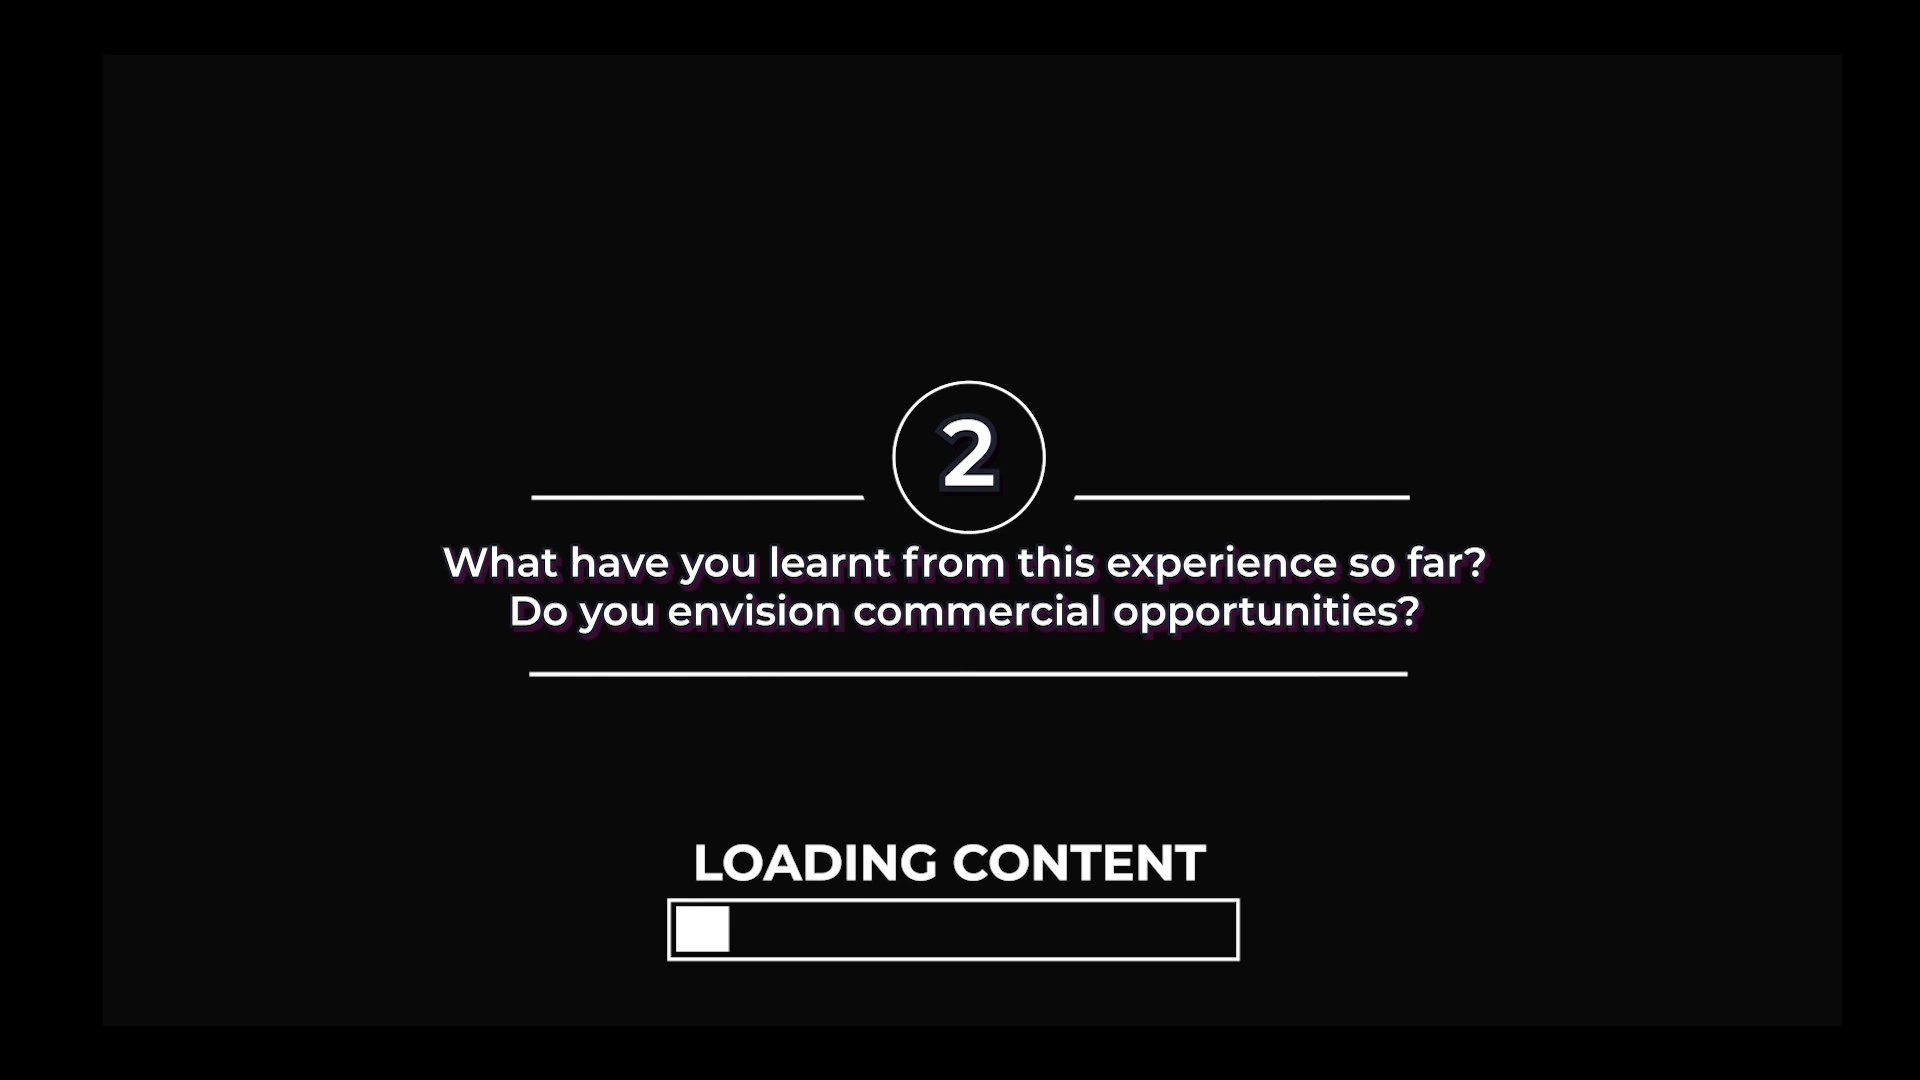 2
What have you learnt from this experience so far?
Do you envision commercial opportunities?
LOADING CONTENT